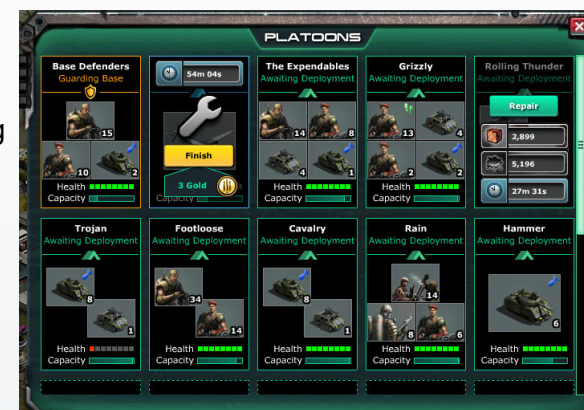 g
PLATOONS
Base Defenders
Guarding Base
15
10
2
Health
Capacity
54m 04s
Finish
3 Gold
Capacity
The Expendables
Awaiting Deployment
14
8
4
1
Health
Capacity
Grizzly
Awaiting Deployment
13
4
2
2
Health
Capacity
Rolling Thunder
Awaiting Deployment
Repair
2,899
5,196
27m 31s
Trojan
Awaiting Deployment
8
1
Health
Capacity
Footloose
Awaiting Deployment
34
14
Health
Capacity
Cavalry
Awaiting Deployment
8
1
Health
Capacity
Rain
Awaiting Deployment
14
8
6
Health
Capacity
Hammer
Awaiting Deployment
6
Health
Capacity